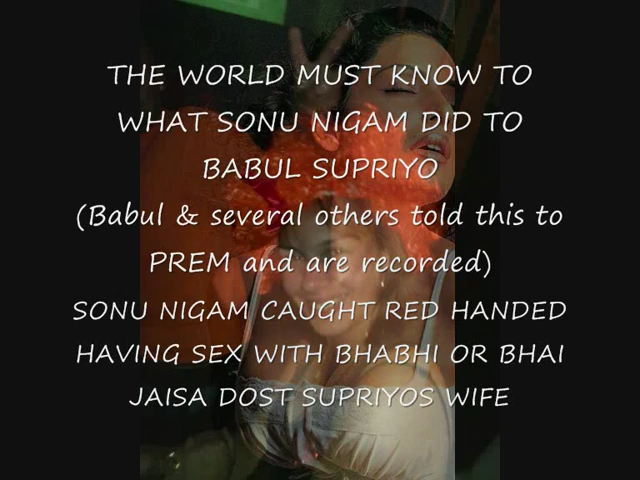 THE WORLD MUST KNOW TO
WHAT SONU NIGAM DID TO
BABUL SUPRIYO
(Babul & several others told this to
PREM and are recorded)
SONU NIGAM CAUGHT RED HANDED
HAVING SEX WITH BHABHI OR BHAI
JAISA DOST SUPRIYOS WIFE